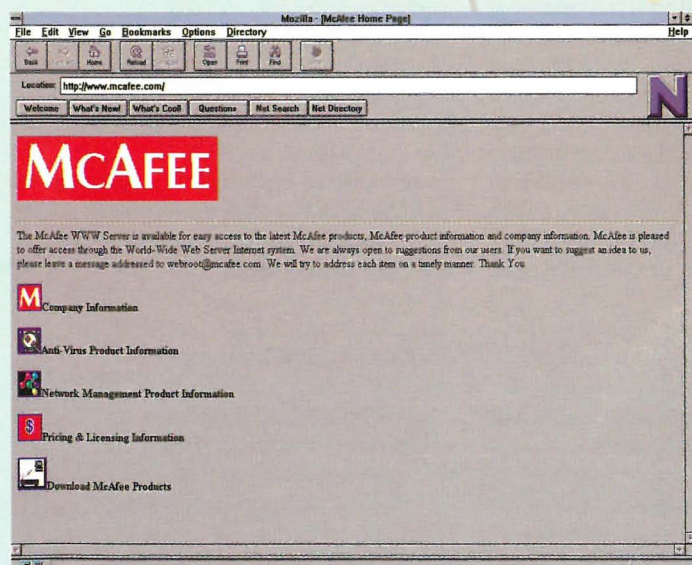 Mozilla - [McAfee Home Page]
File Edit View Go Bookmarks Options Directory Help
Back Home Reload Open Print Find
Location: http://www.mcafee.com/
Welcome What's New! What's Cool! Questions Net Search Net Directory
N
MCAFEE
The McAfee WWW Server is available for easy access to the latest McAfee products, McAfee product information and company information. McAfee is pleased
to offer access through the World-Wide Web Server Internet system. We are always open to suggestions from our users. If you want to suggest an idea to us,
please leave a message addressed to webroot@mcafee.com. We will try to address each item on a timely manner. Thank You
M Company Information
Anti-Virus Product Information
Network Management Product Information
$ Pricing & Licensing Information
Download McAfee Products